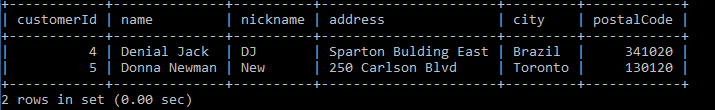 | customerId | name | nickname | address | city | postalCode |
| 4 | Denial Jack | DJ | Sparton Bulding East | Brazil | 341020 |
| 5 | Donna Newman | New | 250 Carlson Blvd | Toronto | 130120 |
2 rows in set (0.00 sec)